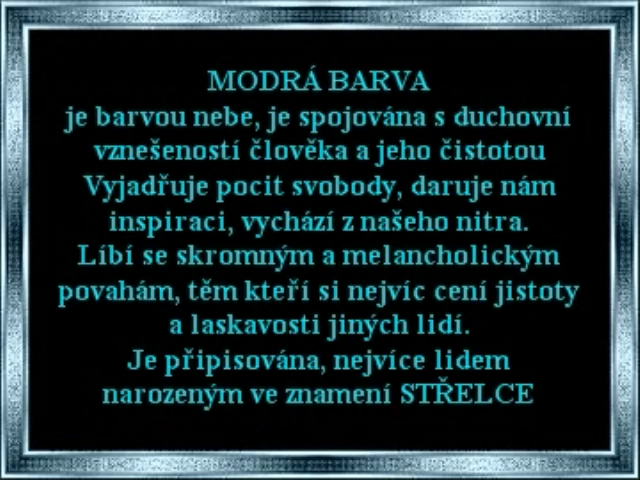 MODRÁ BARVA
je barvou nebe, je spojována s duchovní
vznešeností člověka a jeho čistotou
Vyjadřuje pocit svobody, daruje nám
inspiraci, vychází z našeho nitra.
Líbí se skromným a melancholickým
povahám, těm kteří si nejvíc cení jistoty
a laskavosti jiných lidí.
Je připisována, nejvíce lidem
narozeným ve znamení STŘELCE